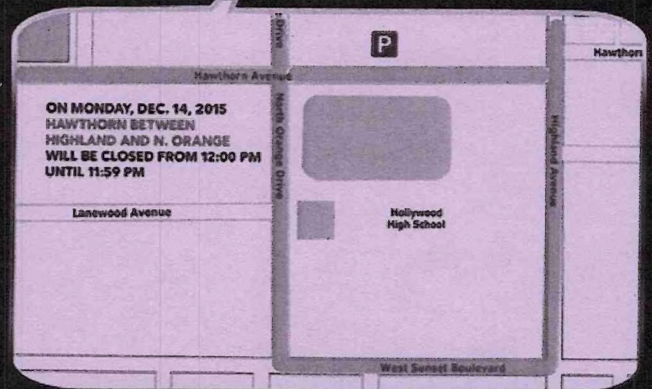 : Drive
P
Hawthorn
Hawthorn Avenue
ON MONDAY, DEC. 14, 2015
HAWTHORN BETWEEN
HIGHLAND AND N. ORANGE
WILL BE CLOSED FROM 12:00 PM
UNTIL 11:59 PM
North Orange Drive
Highland Avenue
Lanewood Avenue
Hollywood
High School
West Sunset Boulevard